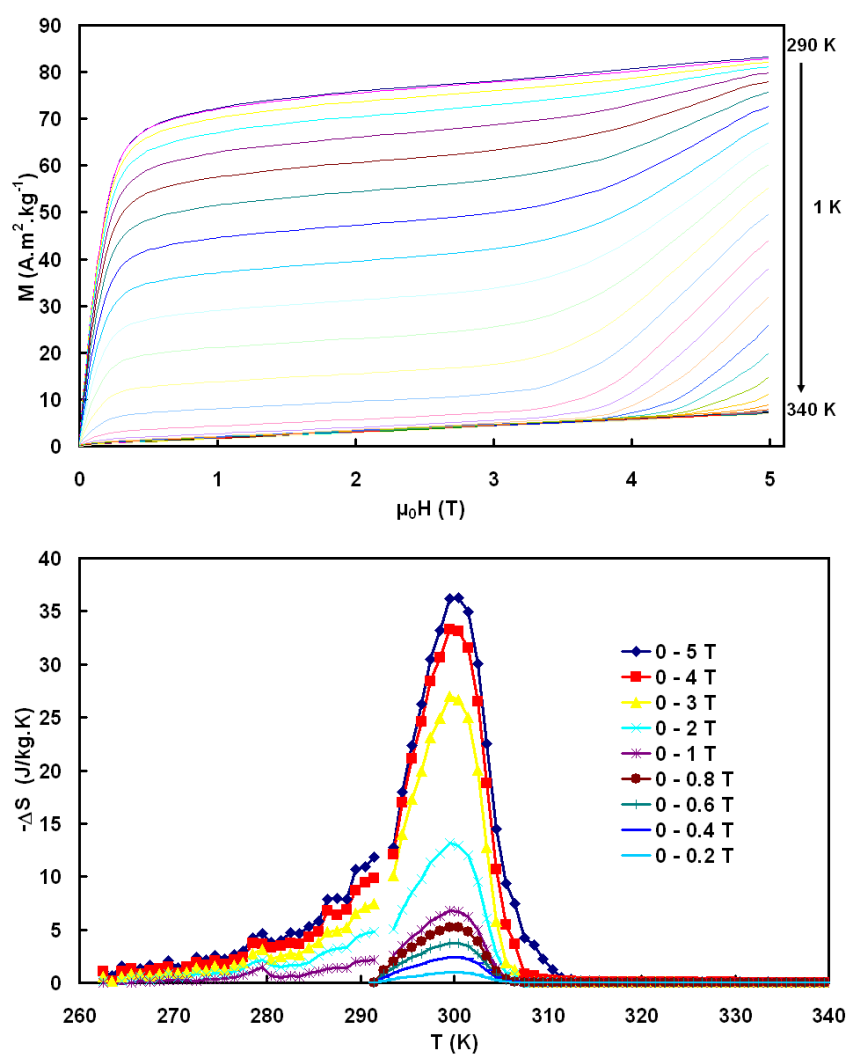 90
80
70
60
50
40
30
20
10
0
M (A.m².kg⁻¹)
290 K
1 K
340 K
0 1 2 3 4 5
μ₀H (T)
40
35
30
25
20
15
10
5
0
-ΔS (J/kg.K)
0 - 5 T
0 - 4 T
0 - 3 T
0 - 2 T
0 - 1 T
0 - 0.8 T
0 - 0.6 T
0 - 0.4 T
0 - 0.2 T
260 270 280 290 300 310 320 330 340
T (K)